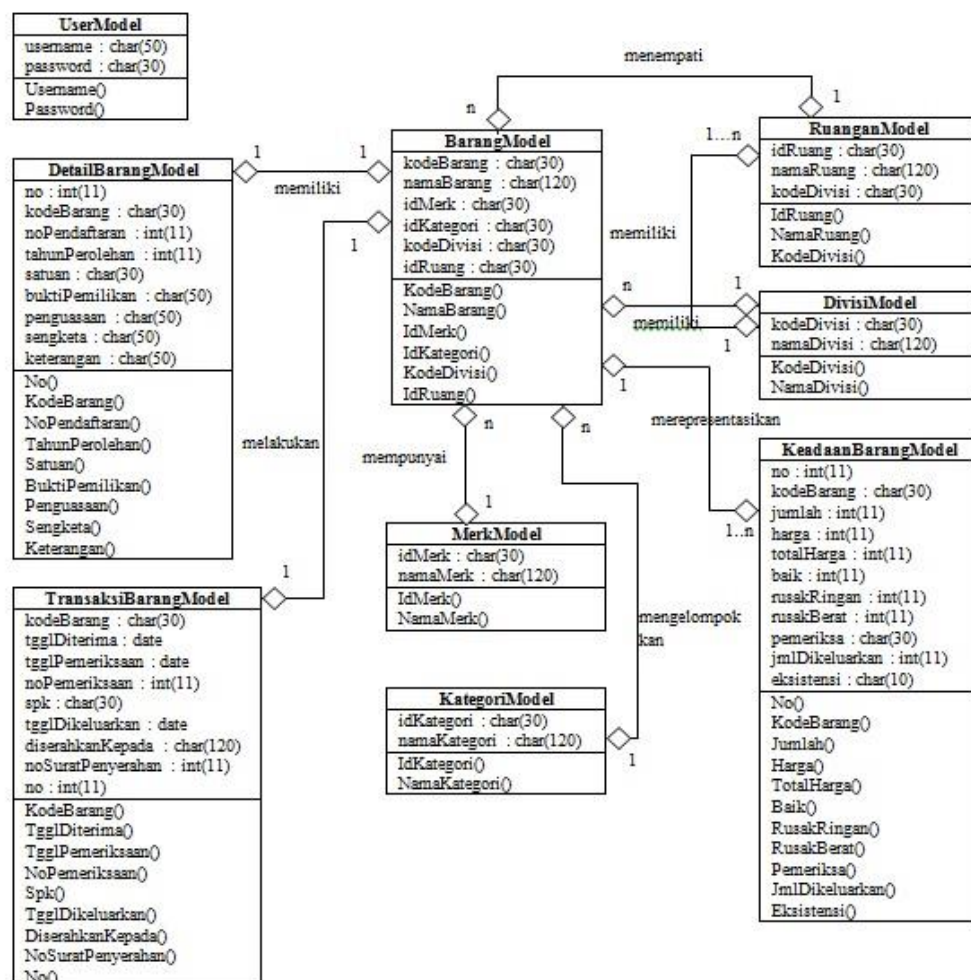 UserModel
username : char(50)
password : char(30)
Username()
Password()
menempati
n
1
DetailBarangModel
no : int(11)
kodeBarang : char(30)
noPendaftaran : int(11)
tahunPerolehan : int(11)
satuan : char(30)
buktiPemilikan : char(50)
penguasaan : char(50)
sengketa : char(50)
keterangan : char(50)
No()
KodeBarang()
NoPendaftaran()
TahunPerolehan()
Satuan()
BuktiPemilikan()
Penguasaan()
Sengketa()
Keterangan()
1
1
memiliki
1
BarangModel
kodeBarang : char(30)
namaBarang : char(120)
idMerk : char(30)
idKategori : char(30)
kodeDivisi : char(30)
idRuang : char(30)
KodeBarang()
NamaBarang()
IdMerk()
IdKategori()
KodeDivisi()
IdRuang()
1...n
RuanganModel
idRuang : char(30)
namaRuang : char(120)
kodeDivisi : char(30)
IdRuang()
NamaRuang()
KodeDivisi()
memiliki
n
1
memiliki
1
DivisiModel
kodeDivisi : char(30)
namaDivisi : char(120)
KodeDivisi()
NamaDivisi()
1
merepresentasikan
1..n
KeadaanBarangModel
no : int(11)
kodeBarang : char(30)
jumlah : int(11)
harga : int(11)
totalHarga : int(11)
baik : int(11)
rusakRingan : int(11)
rusakBerat : int(11)
pemeriksa : char(30)
jmlDikeluarkan : int(11)
eksistensi : char(10)
No()
KodeBarang()
Jumlah()
Harga()
TotalHarga()
Baik()
RusakRingan()
RusakBerat()
Pemeriksa()
JmlDikeluarkan()
Eksistensi()
melakukan
n
mempunyai
1
n
MerkModel
idMerk : char(30)
namaMerk : char(120)
IdMerk()
NamaMerk()
mengelompok
kan
KategoriModel
idKategori : char(30)
namaKategori : char(120)
IdKategori()
NamaKategori()
1
1
TransaksiBarangModel
kodeBarang : char(30)
tgglDiterima : date
tgglPemeriksaan : date
noPemeriksaan : int(11)
spk : char(30)
tgglDikeluarkan : date
diserahkanKepada : char(120)
noSuratPenyerahan : int(11)
no : int(11)
KodeBarang()
TgglDiterima()
TgglPemeriksaan()
NoPemeriksaan()
Spk()
TgglDikeluarkan()
DiserahkanKepada()
NoSuratPenyerahan()
No()